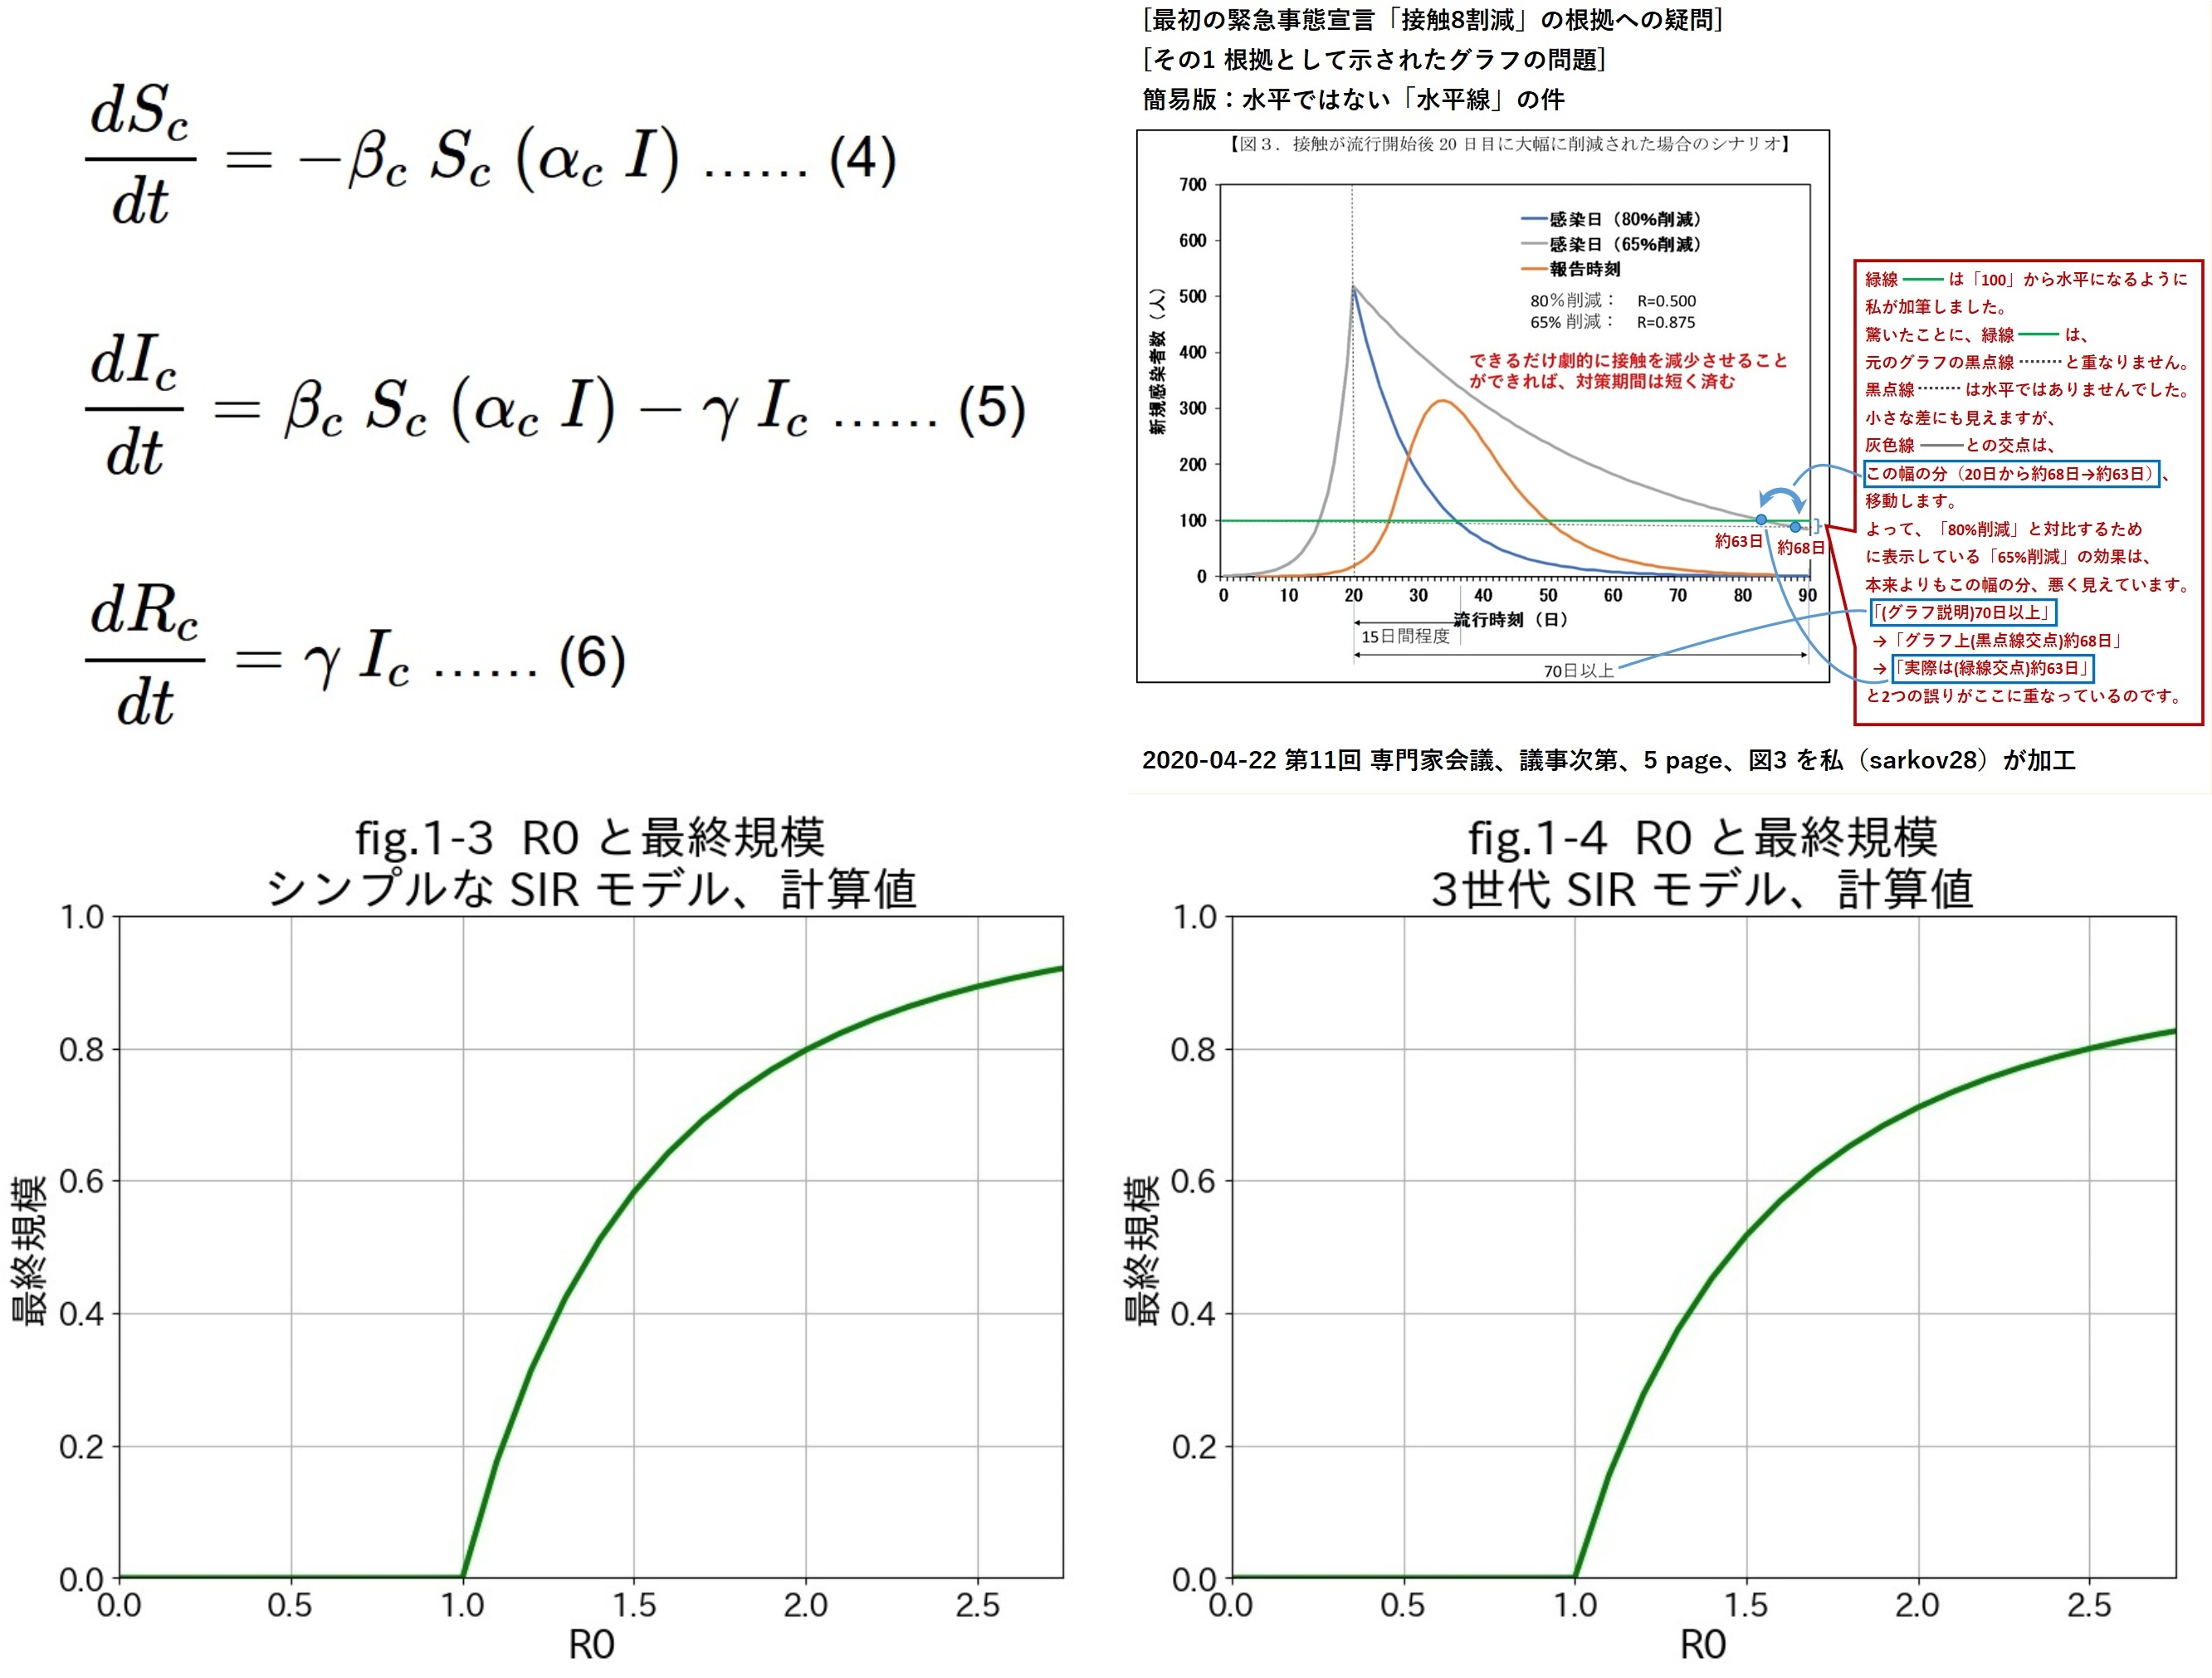 dS_c/dt = −β_c S_c (α_c I) …… (4)
dI_c/dt = β_c S_c (α_c I) − γ I_c …… (5)
dR_c/dt = γ I_c …… (6)
[最初の緊急事態宣言「接触8割減」の根拠への疑問]
[その1 根拠として示されたグラフの問題]
簡易版：水平ではない「水平線」の件
【図３．接触が流行開始後 20 日目に大幅に削減された場合のシナリオ】
新規感染者数（人）
700
600
500
400
300
200
100
0
感染日（80%削減）
感染日（65%削減）
報告時刻
80％削減： R=0.500
65% 削減： R=0.875
できるだけ劇的に接触を減少させること
ができれば、対策期間は短く済む
約63日
約68日
0 10 20 30 40 50 60 70 80 90
流行時刻（日）
15日間程度
70日以上
緑線 は「100」から水平になるように
私が加筆しました。
驚いたことに、緑線 は、
元のグラフの黒点線 ········ と重なりません。
黒点線 ········ は水平ではありませんでした。
小さな差にも見えますが、
灰色線 との交点は、
この幅の分（20日から約68日→約63日）、
移動します。
よって、「80%削減」と対比するため
に表示している「65%削減」の効果は、
本来よりもこの幅の分、悪く見えています。
「(グラフ説明)70日以上」
→「グラフ上(黒点線交点)約68日」
→「実際は(緑線交点)約63日」
と2つの誤りがここに重なっているのです。
2020-04-22 第11回 専門家会議、議事次第、5 page、図3 を私（sarkov28）が加工
fig.1-3 R0 と最終規模
シンプルな SIR モデル、計算値
最終規模
1.0
0.8
0.6
0.4
0.2
0.0
0.0 0.5 1.0 1.5 2.0 2.5
R0
fig.1-4 R0 と最終規模
3世代 SIR モデル、計算値
最終規模
1.0
0.8
0.6
0.4
0.2
0.0
0.0 0.5 1.0 1.5 2.0 2.5
R0